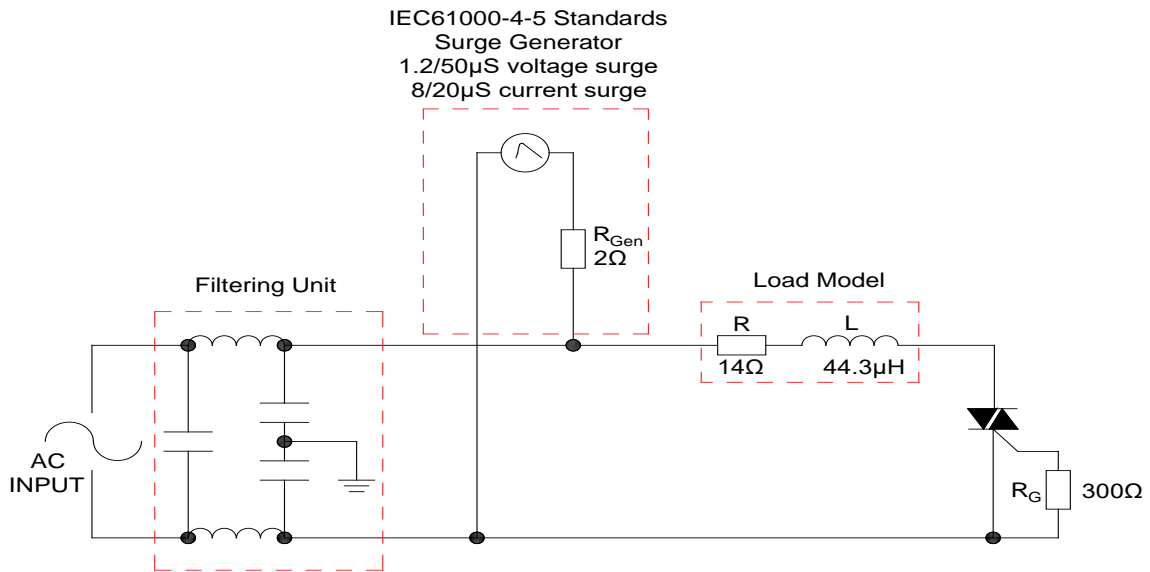 IEC61000-4-5 Standards
Surge Generator
1.2/50µS voltage surge
8/20µS current surge
RGen
2Ω
Filtering Unit
Load Model
R
L
14Ω
44.3µH
AC
INPUT
RG
300Ω